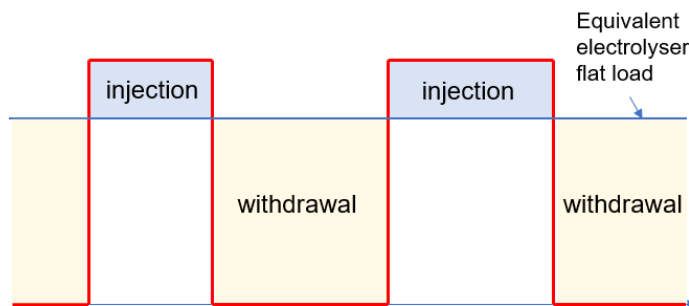 Equivalent
electrolyser
flat load
injection
injection
withdrawal
withdrawal